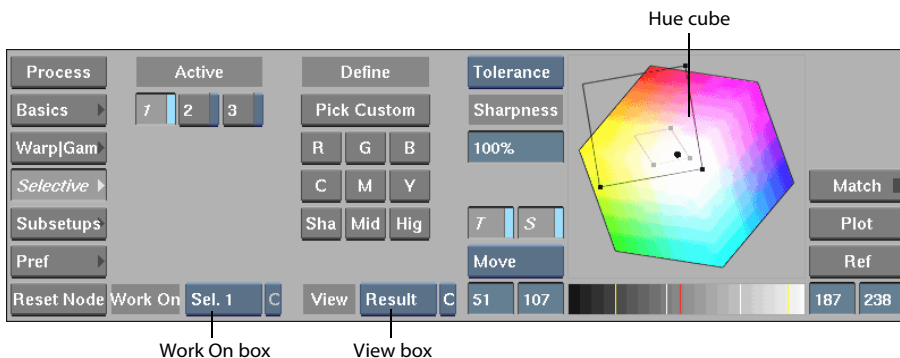 Hue cube
Process Active Define Tolerance
Basics 1 2 3 Pick Custom Sharpness
Warp|Gam R G B 100%
Selective C M Y Match
Subsetups Sha Mid Hig T S Plot
Pref Move Ref
Reset Node Work On Sel. 1 C View Result C 51 107 187 238
Work On box View box